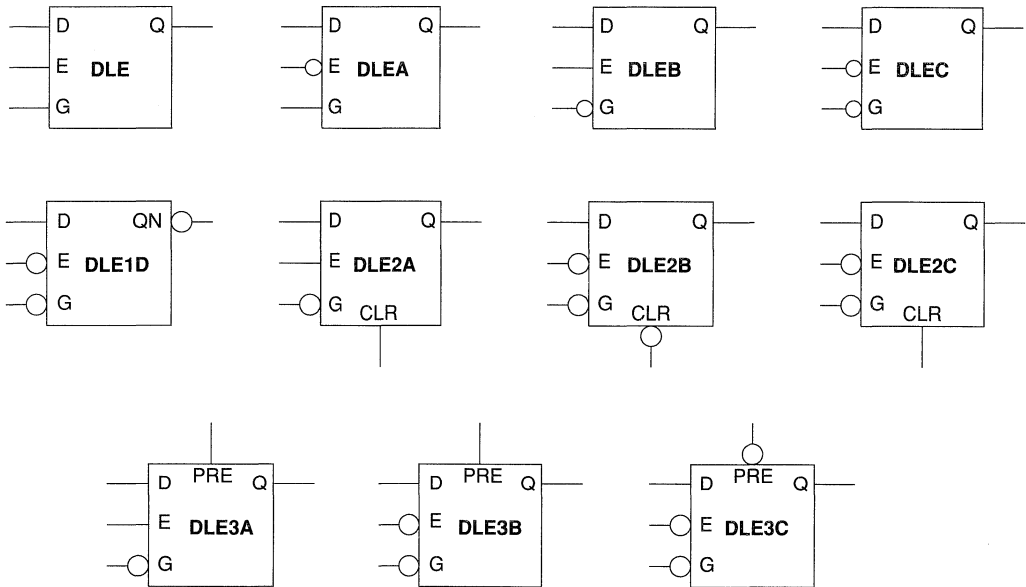 D Q D Q D Q D Q
E DLE E DLEA E DLEB E DLEC
G G G G
D QN D Q D Q D Q
E DLE1D E DLE2A E DLE2B E DLE2C
G G G G
CLR CLR CLR
PRE PRE PRE
D Q D Q D Q
E DLE3A E DLE3B E DLE3C
G G G